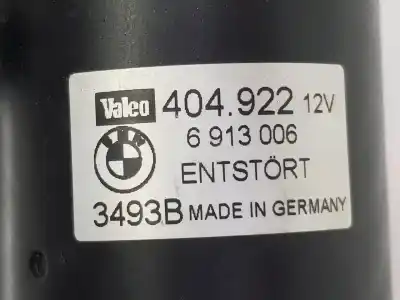 Valeo 404.922 12V
6 913 006
ENTSTÖRT
3493B MADE IN GERMANY